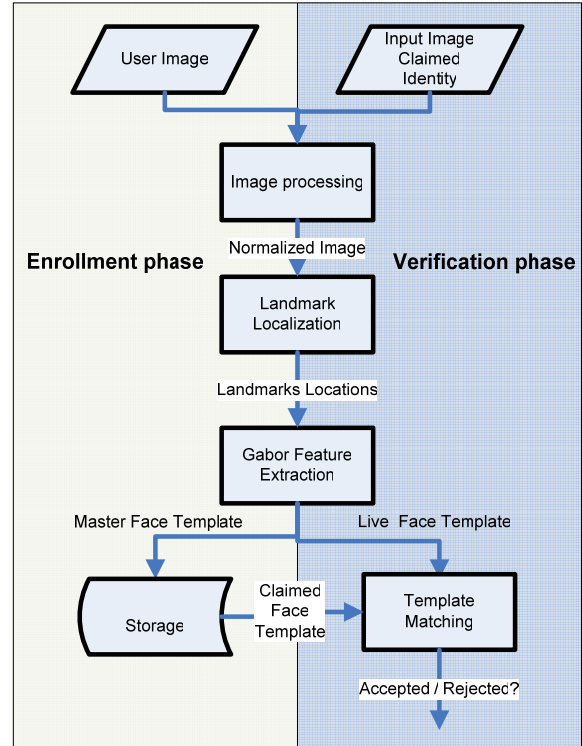 User Image
Input Image
Claimed
Identity
Image processing
Normalized Image
Enrollment phase
Verification phase
Landmark
Localization
Landmarks Locations
Gabor Feature
Extraction
Master Face Template
Live Face Template
Storage
Claimed
Face
Template
Template
Matching
Accepted / Rejected?